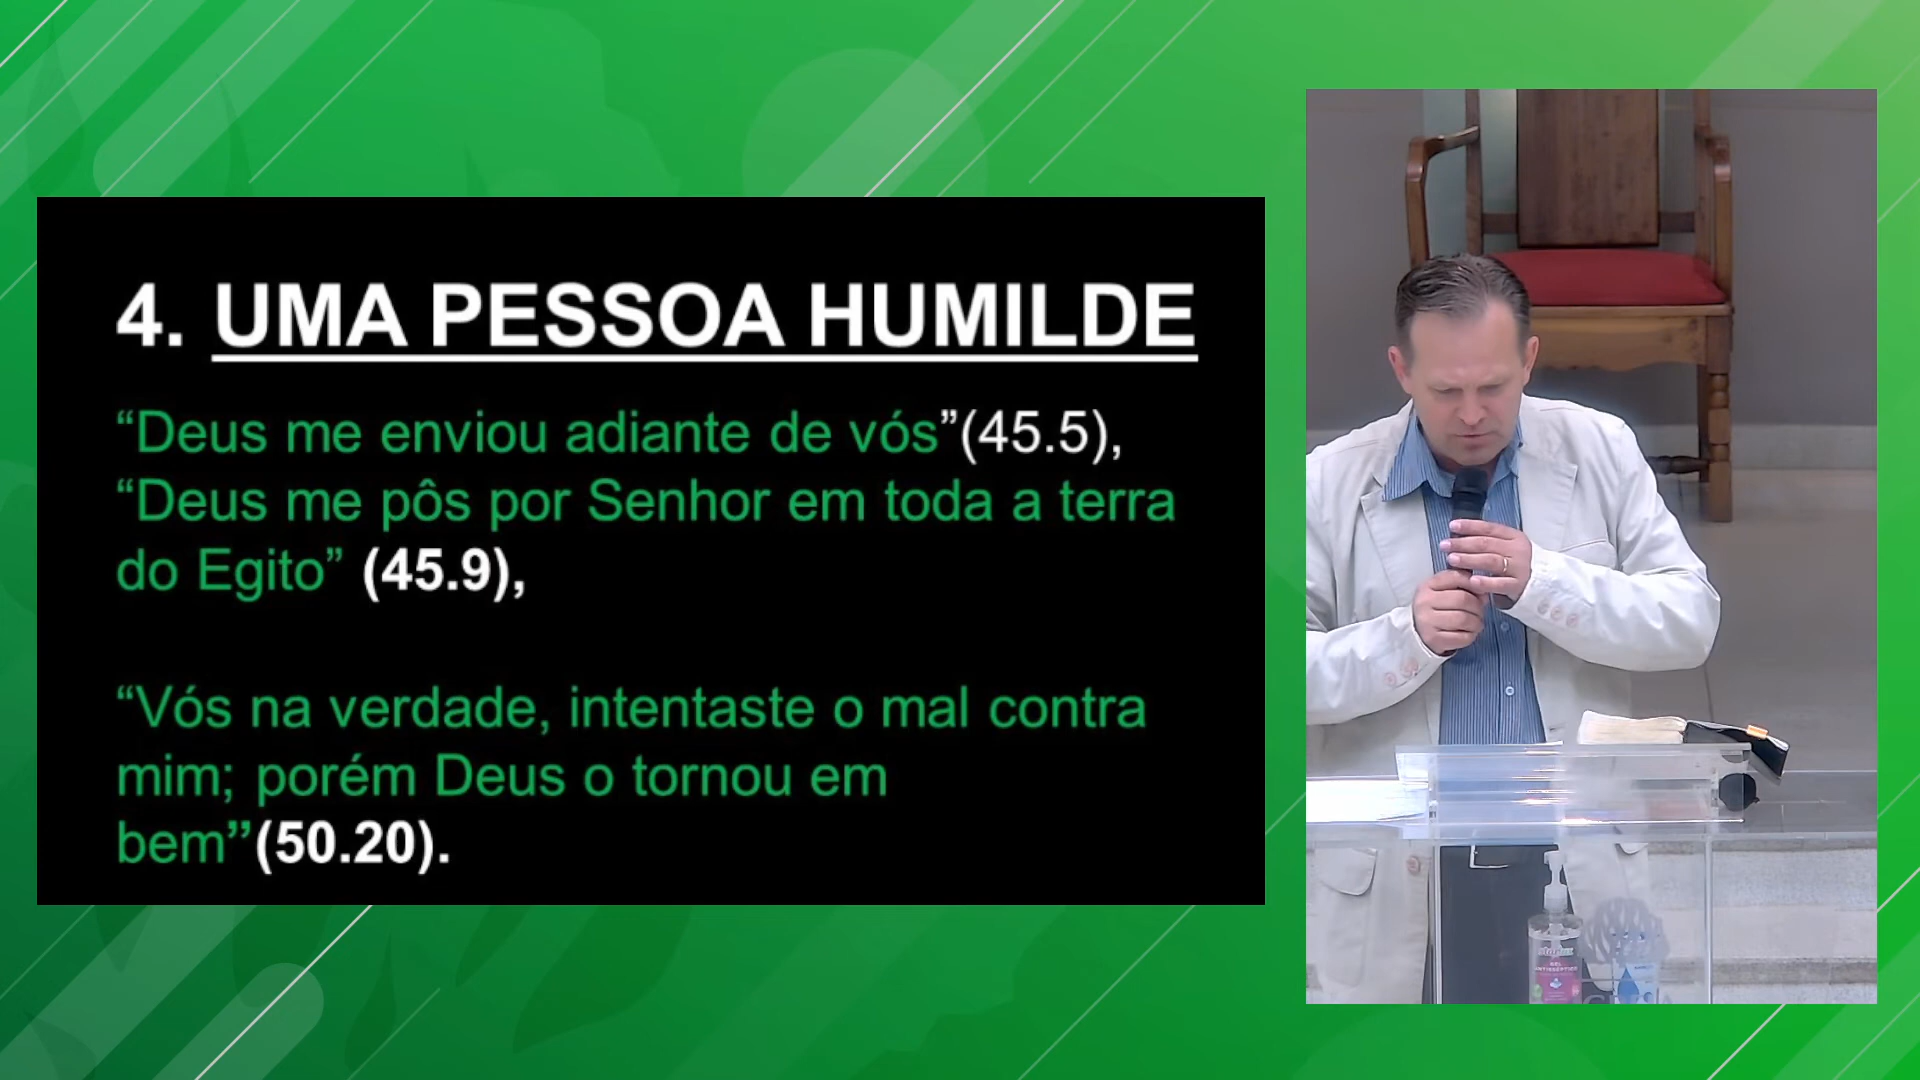 4. UMA PESSOA HUMILDE
“Deus me enviou adiante de vós”(45.5),
“Deus me pôs por Senhor em toda a terra
do Egito” (45.9),
“Vós na verdade, intentaste o mal contra
mim; porém Deus o tornou em
bem”(50.20).
GEL
ANTISSÉPTICO